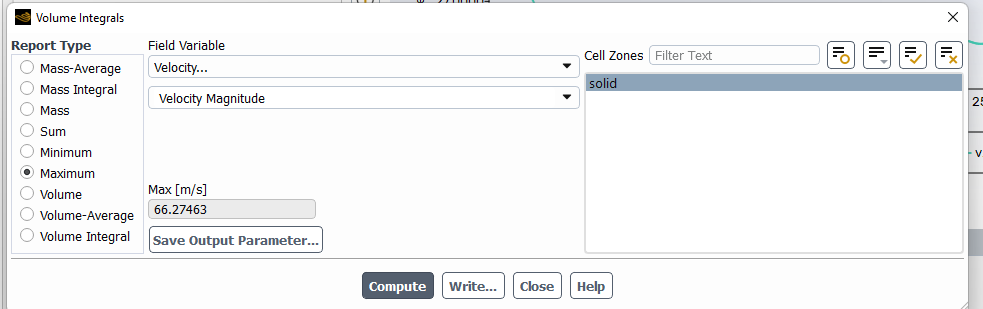 Volume Integrals
Report Type
Mass-Average
Mass Integral
Mass
Sum
Minimum
Maximum
Volume
Volume-Average
Volume Integral
Field Variable
Velocity...
Velocity Magnitude
Max [m/s]
66.27463
Save Output Parameter...
Cell Zones
Filter Text
solid
Compute
Write...
Close
Help
25
v